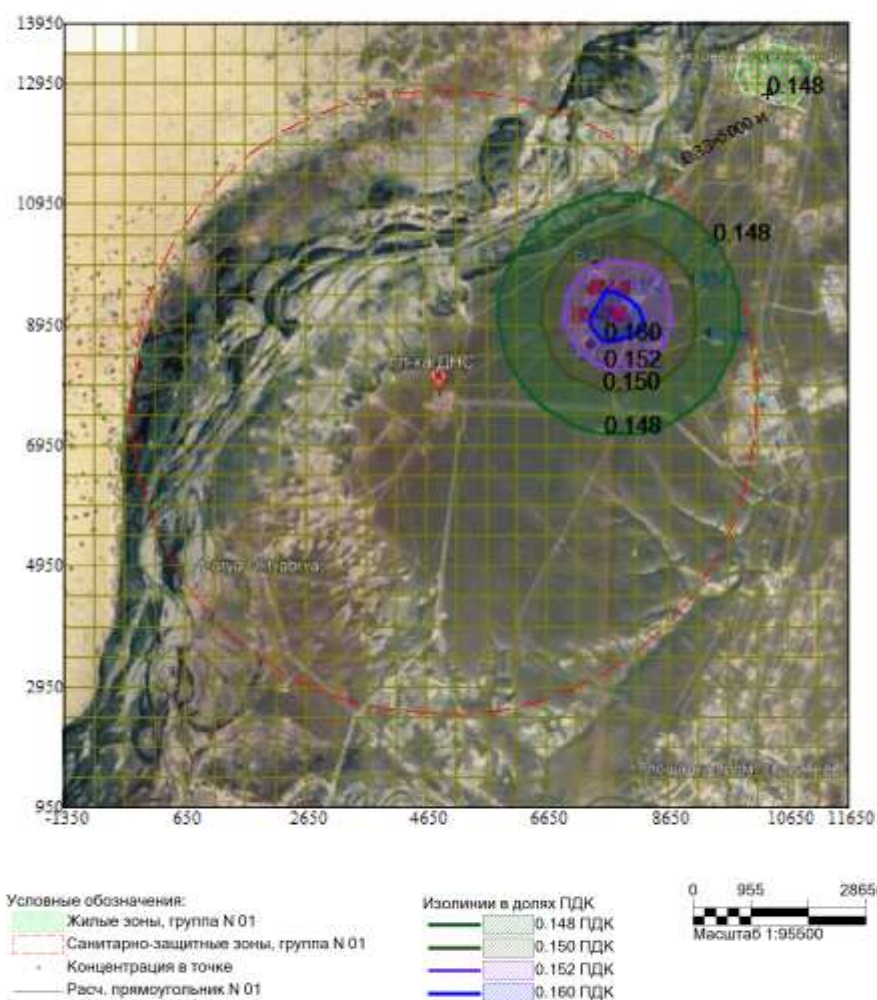 13950
12950
0.148
10950
0.148
8950
0.160
0.152
0.150
0.148
6950
4950
2950
950
-1350 650 2650 4650 6650 8650 10650 11650
Условные обозначения:
Жилые зоны, группа N 01
Санитарно-защитные зоны, группа N 01
Концентрация в точке
Расч. прямоугольник N 01
Изолинии в долях ПДК
0.148 ПДК
0.150 ПДК
0.152 ПДК
0.160 ПДК
0 955
Масштаб 1:95500